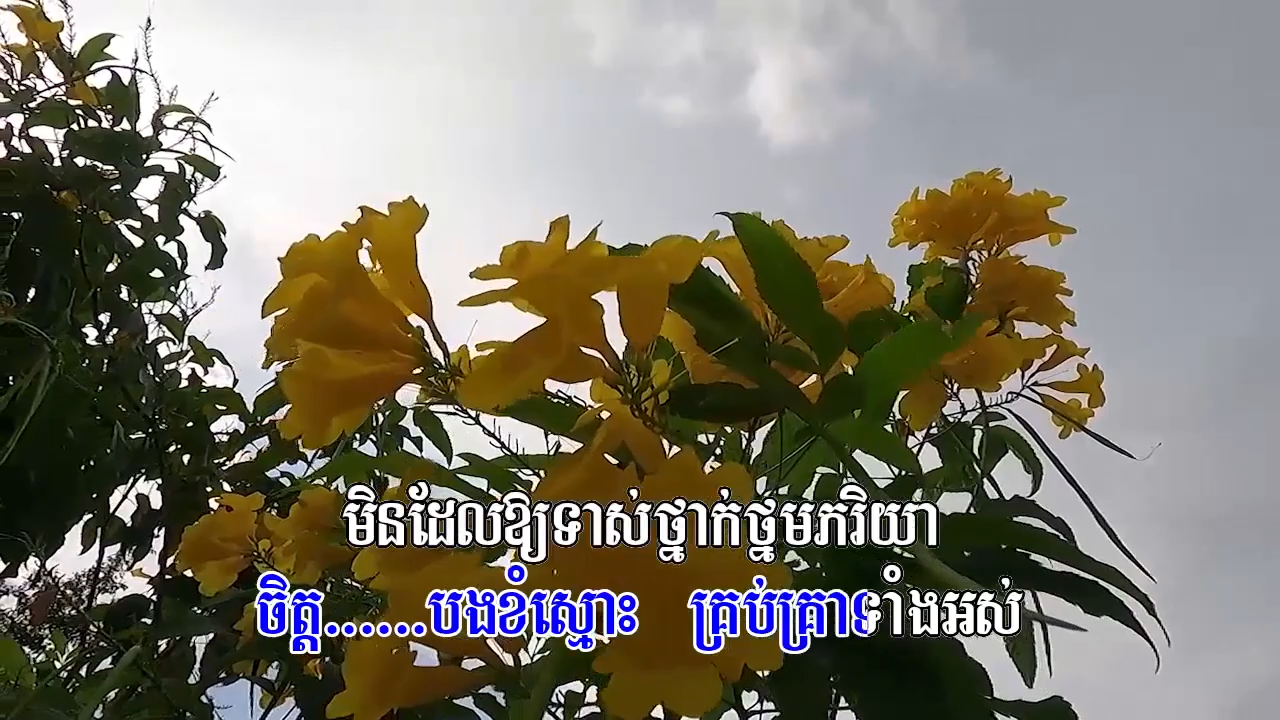 មិនដែលឱ្យទាស់ថ្នាក់ថ្នមភរិយា
ចិត្ត......បងខំស្មោះ គ្រប់គ្រាទាំងអស់